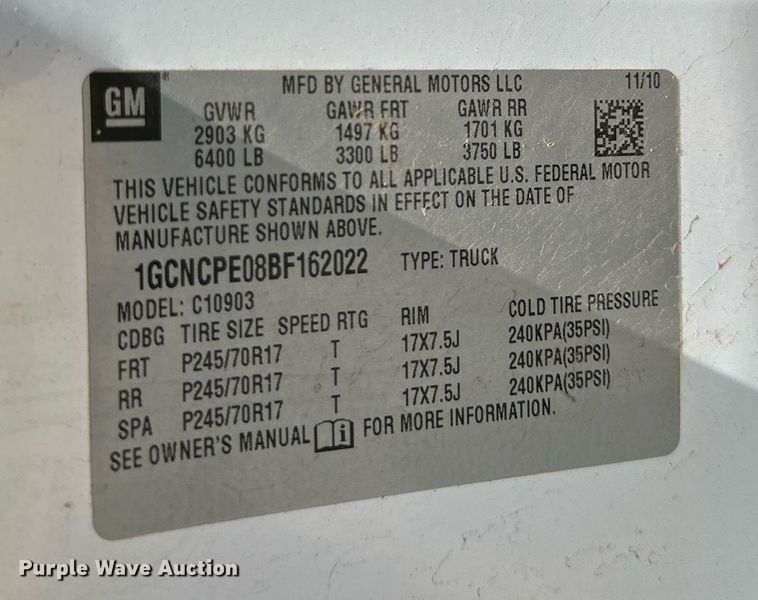 GM MFD BY GENERAL MOTORS LLC 11/10
GVWR GAWR FRT GAWR RR
2903 KG 1497 KG 1701 KG
6400 LB 3300 LB 3750 LB
THIS VEHICLE CONFORMS TO ALL APPLICABLE U.S. FEDERAL MOTOR
VEHICLE SAFETY STANDARDS IN EFFECT ON THE DATE OF
MANUFACTURE SHOWN ABOVE.
1GCNCPE08BF162022 TYPE: TRUCK
MODEL: C10903
CDBG TIRE SIZE SPEED RTG RIM COLD TIRE PRESSURE
FRT P245/70R17 T 17X7.5J 240KPA(35PSI)
RR P245/70R17 T 17X7.5J 240KPA(35PSI)
SPA P245/70R17 T 17X7.5J 240KPA(35PSI)
SEE OWNER'S MANUAL i FOR MORE INFORMATION.
Purple Wave Auction